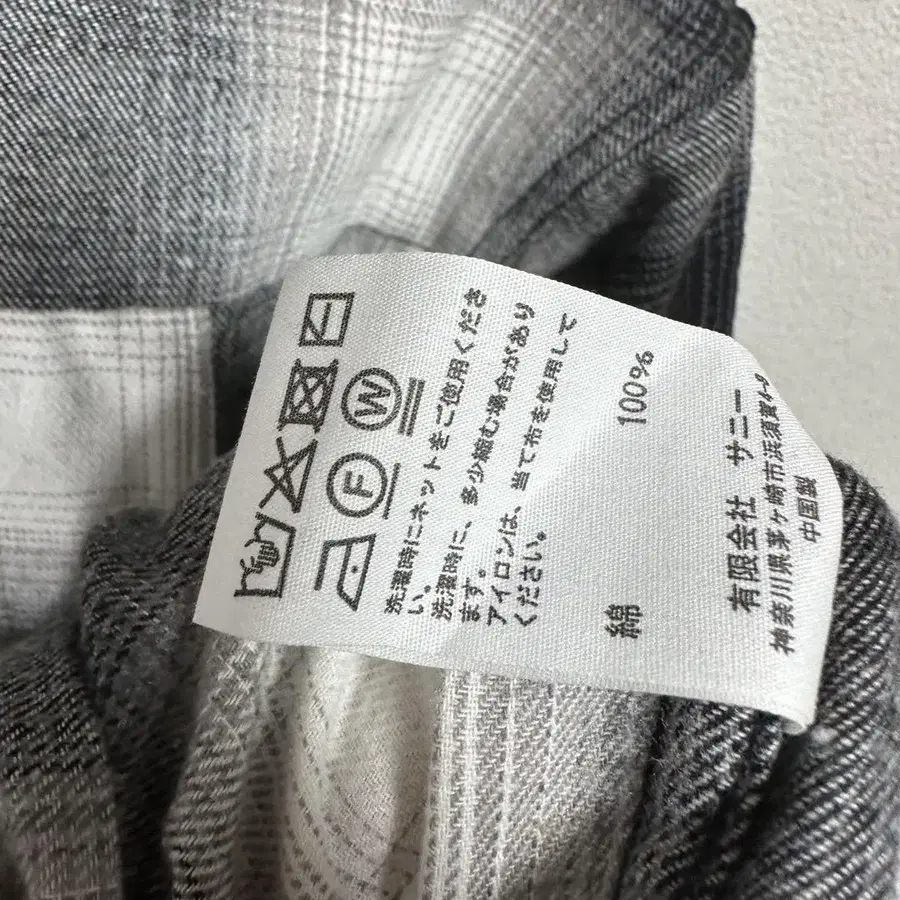 W
F
洗濯時にネットをご使用くださ
い。
洗濯時に、多少縮む場合があり
ます。
アイロンは、当て布を使用して
ください。
綿 100%
有限会社 サニー
神奈川県茅ヶ崎市浜須賀4-8
中国製